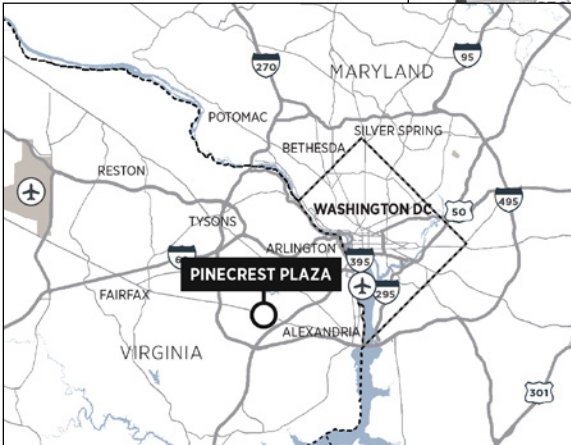 95
270
MARYLAND
POTOMAC
SILVER SPRING
BETHESDA
RESTON
495
WASHINGTON DC
50
TYSONS
ARLINGTON
395
PINECREST PLAZA
295
FAIRFAX
ALEXANDRIA
VIRGINIA
301